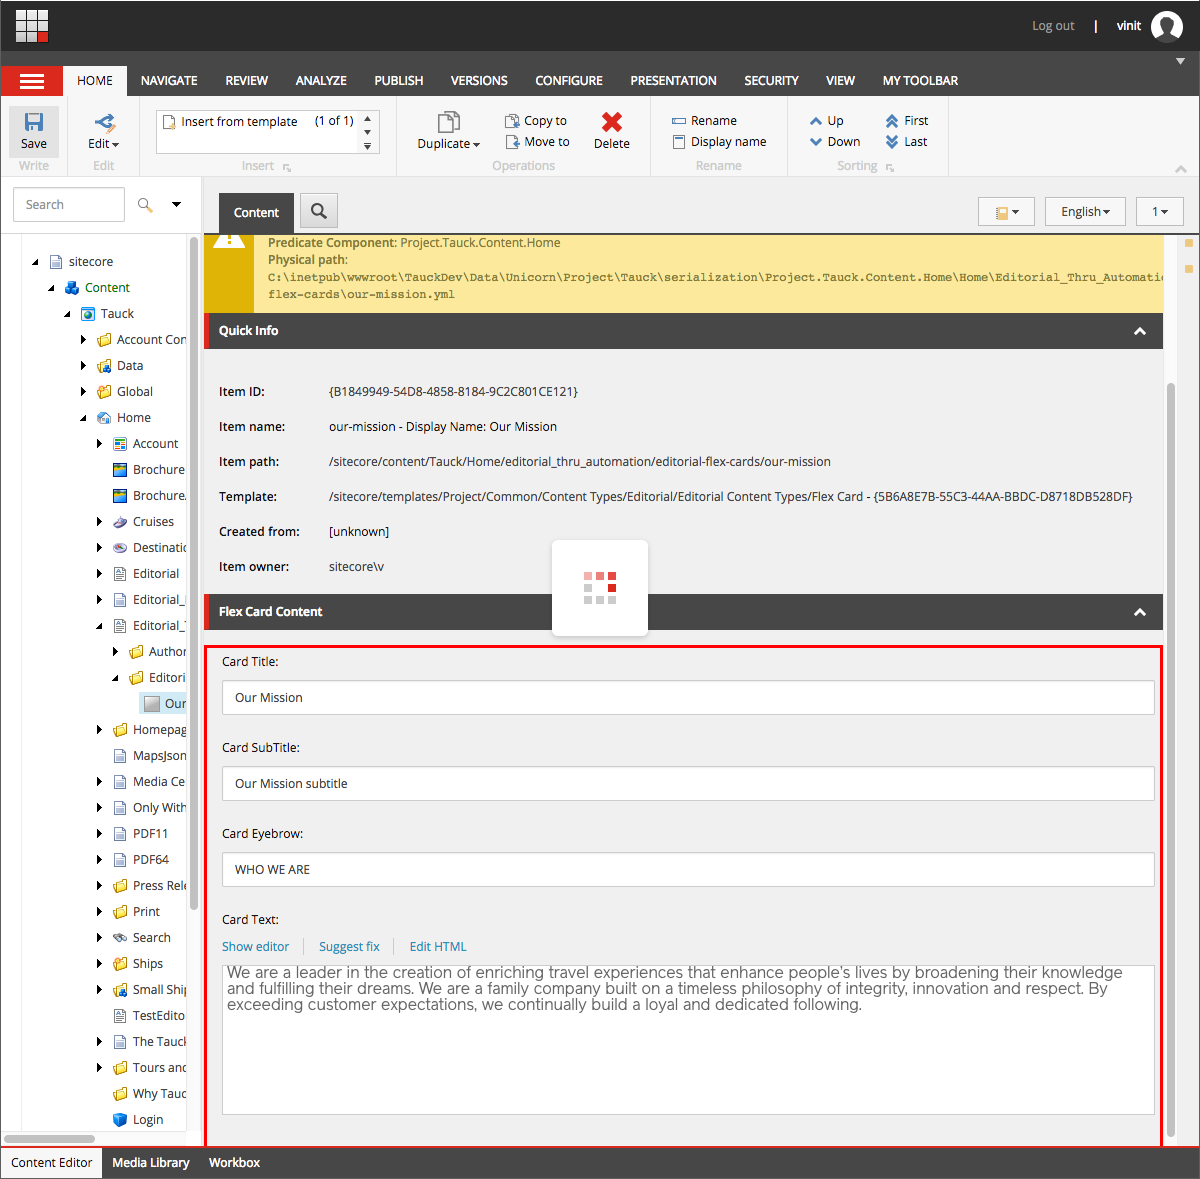 Log out | vinit
HOME NAVIGATE REVIEW ANALYZE PUBLISH VERSIONS CONFIGURE PRESENTATION SECURITY VIEW MY TOOLBAR
Insert from template (1 of 1)
Save
Edit
Duplicate
Copy to
Move to
Delete
Rename
Display name
Up
Down
First
Last
Write
Edit
Insert
Operations
Rename
Sorting
Search
Content
English
1
sitecore
Content
Tauck
Account Con
Data
Global
Home
Account
Brochure
Brochure
Cruises
Destinatio
Editorial
Editorial_
Editorial_
Author
Editori
Our
Homepag
MapsJson
Media Ce
Only With
PDF11
PDF64
Press Rele
Print
Search
Ships
Small Ship
TestEdito
The Tauck
Tours and
Why Tauc
Login
Predicate Component: Project.Tauck.Content.Home
Physical path:
C:\inetpub\wwwroot\TauckDev\Data\Unicorn\Project\Tauck\serialization\Project.Tauck.Content.Home\Home\Editorial_Thru_Automatio
flex-cards\our-mission.yml
Quick Info
Item ID: {B1849949-54D8-4858-8184-9C2C801CE121}
Item name: our-mission - Display Name: Our Mission
Item path: /sitecore/content/Tauck/Home/editorial_thru_automation/editorial-flex-cards/our-mission
Template: /sitecore/templates/Project/Common/Content Types/Editorial/Editorial Content Types/Flex Card - {5B6A8E7B-55C3-44AA-BBDC-D8718DB528DF}
Created from: [unknown]
Item owner: sitecore\v
Flex Card Content
Card Title:
Our Mission
Card SubTitle:
Our Mission subtitle
Card Eyebrow:
WHO WE ARE
Card Text:
Show editor Suggest fix Edit HTML
We are a leader in the creation of enriching travel experiences that enhance people's lives by broadening their knowledge
and fulfilling their dreams. We are a family company built on a timeless philosophy of integrity, innovation and respect. By
exceeding customer expectations, we continually build a loyal and dedicated following.
Content Editor Media Library Workbox